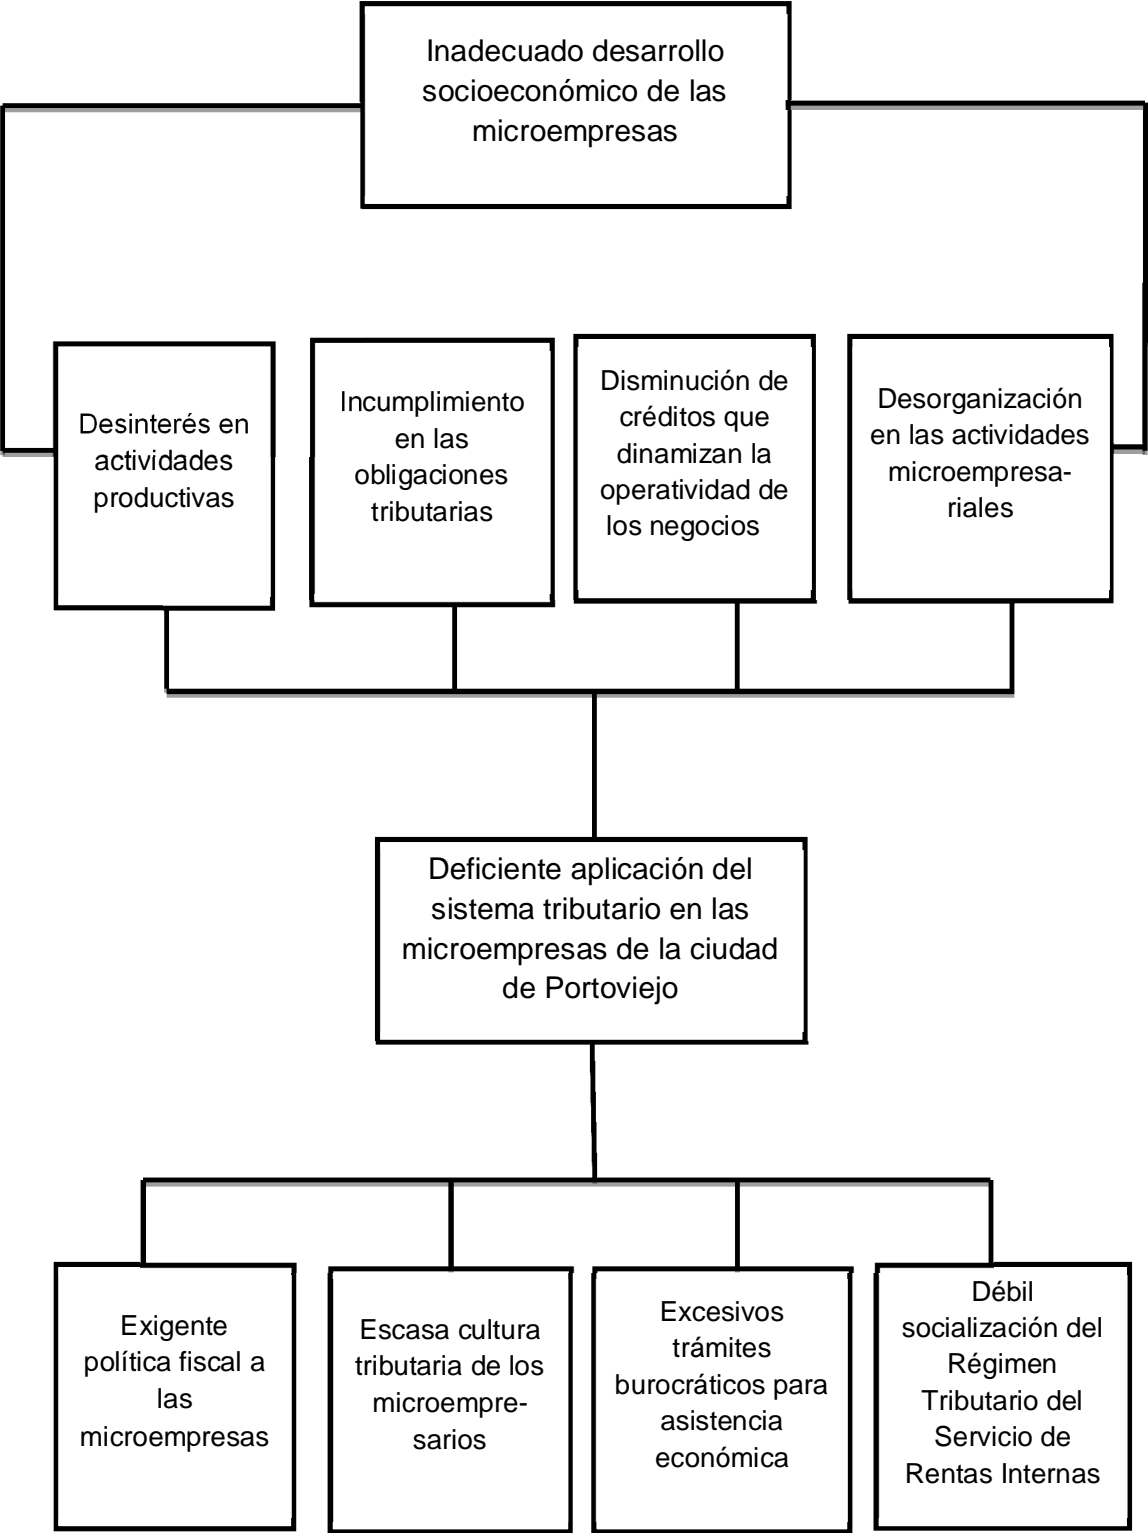 Inadecuado desarrollo
socioeconómico de las
microempresas
Desinterés en
actividades
productivas
Incumplimiento
en las
obligaciones
tributarias
Disminución de
créditos que
dinamizan la
operatividad de
los negocios
Desorganización
en las actividades
microempresa-
riales
Deficiente aplicación del
sistema tributario en las
microempresas de la ciudad
de Portoviejo
Exigente
política fiscal a
las
microempresas
Escasa cultura
tributaria de los
microempre-
sarios
Excesivos
trámites
burocráticos para
asistencia
económica
Débil
socialización del
Régimen
Tributario del
Servicio de
Rentas Internas